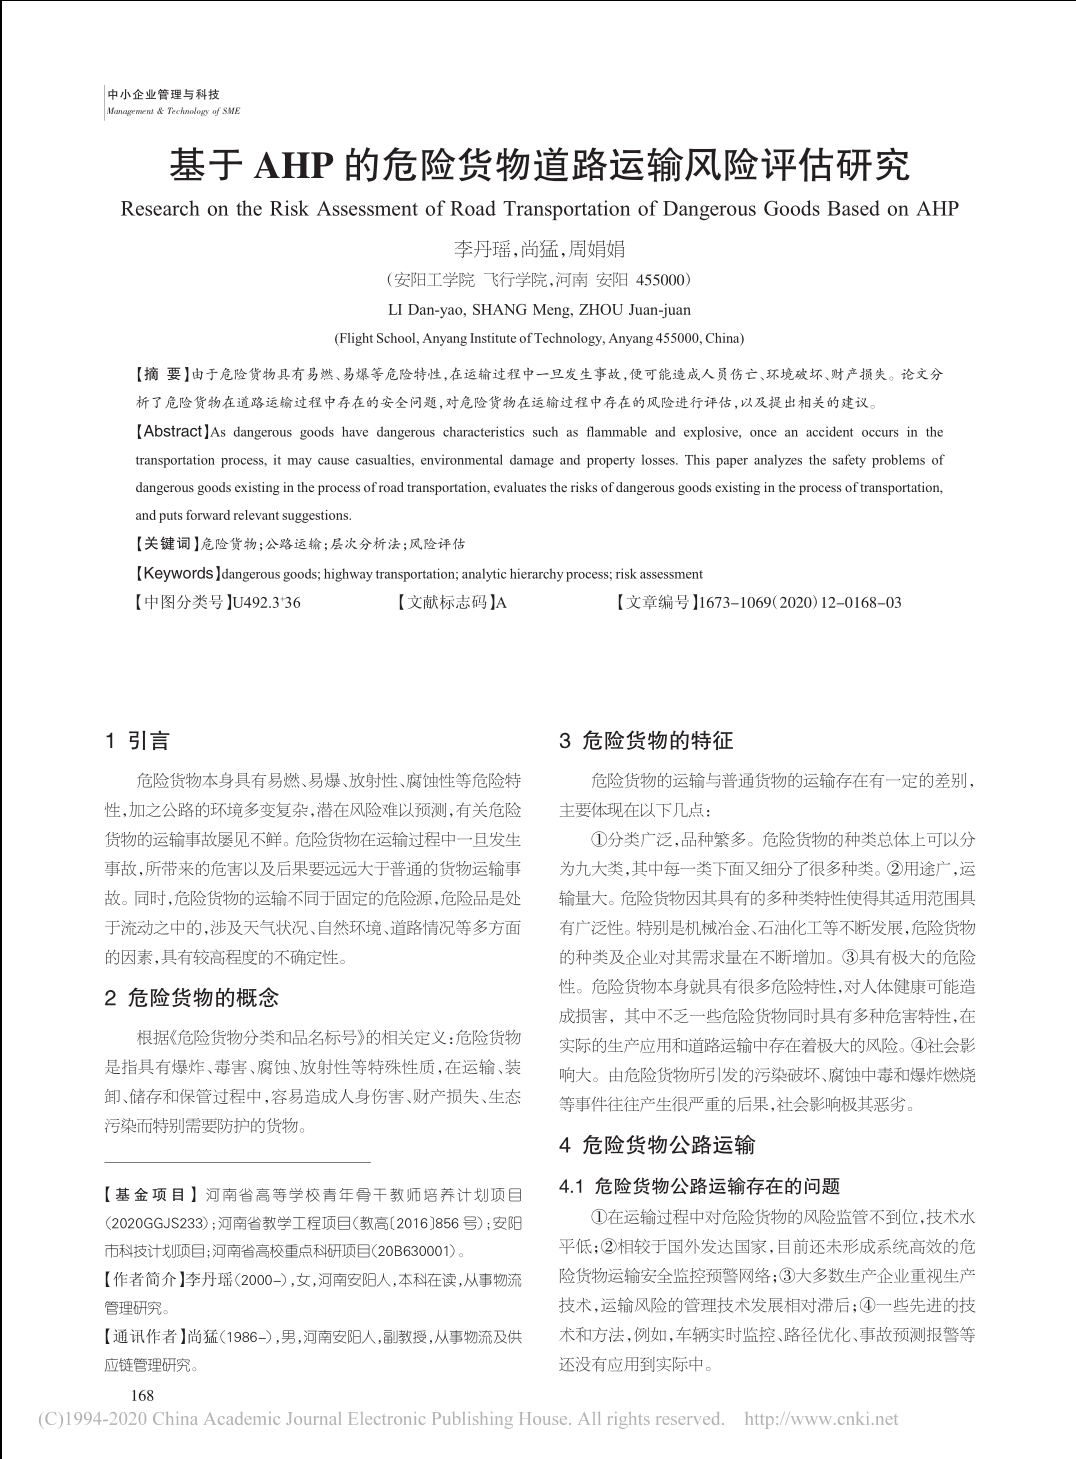 中小企业管理与科技
Management & Technology of SME
基于 AHP 的危险货物道路运输风险评估研究
Research on the Risk Assessment of Road Transportation of Dangerous Goods Based on AHP
李丹瑶,尚猛,周娟娟
（安阳工学院 飞行学院,河南 安阳 455000）
LI Dan-yao, SHANG Meng, ZHOU Juan-juan
(Flight School, Anyang Institute of Technology, Anyang 455000, China)
【摘 要】由于危险货物具有易燃、易爆等危险特性,在运输过程中一旦发生事故,便可能造成人员伤亡、环境破坏、财产损失。论文分
析了危险货物在道路运输过程中存在的安全问题,对危险货物在运输过程中存在的风险进行评估,以及提出相关的建议。
【Abstract】As dangerous goods have dangerous characteristics such as flammable and explosive, once an accident occurs in the
transportation process, it may cause casualties, environmental damage and property losses. This paper analyzes the safety problems of
dangerous goods existing in the process of road transportation, evaluates the risks of dangerous goods existing in the process of transportation,
and puts forward relevant suggestions.
【关键词】危险货物;公路运输;层次分析法;风险评估
【Keywords】dangerous goods; highway transportation; analytic hierarchy process; risk assessment
【中图分类号】U492.3+36 【文献标志码】A 【文章编号】1673-1069(2020)12-0168-03
1 引言
危险货物本身具有易燃、易爆、放射性、腐蚀性等危险特
性,加之公路的环境多变复杂,潜在风险难以预测,有关危险
货物的运输事故屡见不鲜。危险货物在运输过程中一旦发生
事故,所带来的危害以及后果要远远大于普通的货物运输事
故。同时,危险货物的运输不同于固定的危险源,危险品是处
于流动之中的,涉及天气状况、自然环境、道路情况等多方面
的因素,具有较高程度的不确定性。
2 危险货物的概念
根据《危险货物分类和品名标号》的相关定义:危险货物
是指具有爆炸、毒害、腐蚀、放射性等特殊性质,在运输、装
卸、储存和保管过程中,容易造成人身伤害、财产损失、生态
污染而特别需要防护的货物。
【基金项目】河南省高等学校青年骨干教师培养计划项目
（2020GGJS233）;河南省教学工程项目（教高〔2016〕856 号）;安阳
市科技计划项目;河南省高校重点科研项目（20B630001）。
【作者简介】李丹瑶（2000-）,女,河南安阳人,本科在读,从事物流
管理研究。
【通讯作者】尚猛（1986-）,男,河南安阳人,副教授,从事物流及供
应链管理研究。
3 危险货物的特征
危险货物的运输与普通货物的运输存在有一定的差别,
主要体现在以下几点:
①分类广泛,品种繁多。危险货物的种类总体上可以分
为九大类,其中每一类下面又细分了很多种类。②用途广,运
输量大。危险货物因其具有的多种类特性使得其适用范围具
有广泛性。特别是机械冶金、石油化工等不断发展,危险货物
的种类及企业对其需求量在不断增加。③具有极大的危险
性。危险货物本身就具有很多危险特性,对人体健康可能造
成损害，其中不乏一些危险货物同时具有多种危害特性,在
实际的生产应用和道路运输中存在着极大的风险。④社会影
响大。由危险货物所引发的污染破坏、腐蚀中毒和爆炸燃烧
等事件往往产生很严重的后果,社会影响极其恶劣。
4 危险货物公路运输
4.1 危险货物公路运输存在的问题
①在运输过程中对危险货物的风险监管不到位,技术水
平低;②相较于国外发达国家,目前还未形成系统高效的危
险货物运输安全监控预警网络;③大多数生产企业重视生产
技术,运输风险的管理技术发展相对滞后;④一些先进的技
术和方法,例如,车辆实时监控、路径优化、事故预测报警等
还没有应用到实际中。
168
(C)1994-2020 China Academic Journal Electronic Publishing House. All rights reserved. http://www.cnki.net